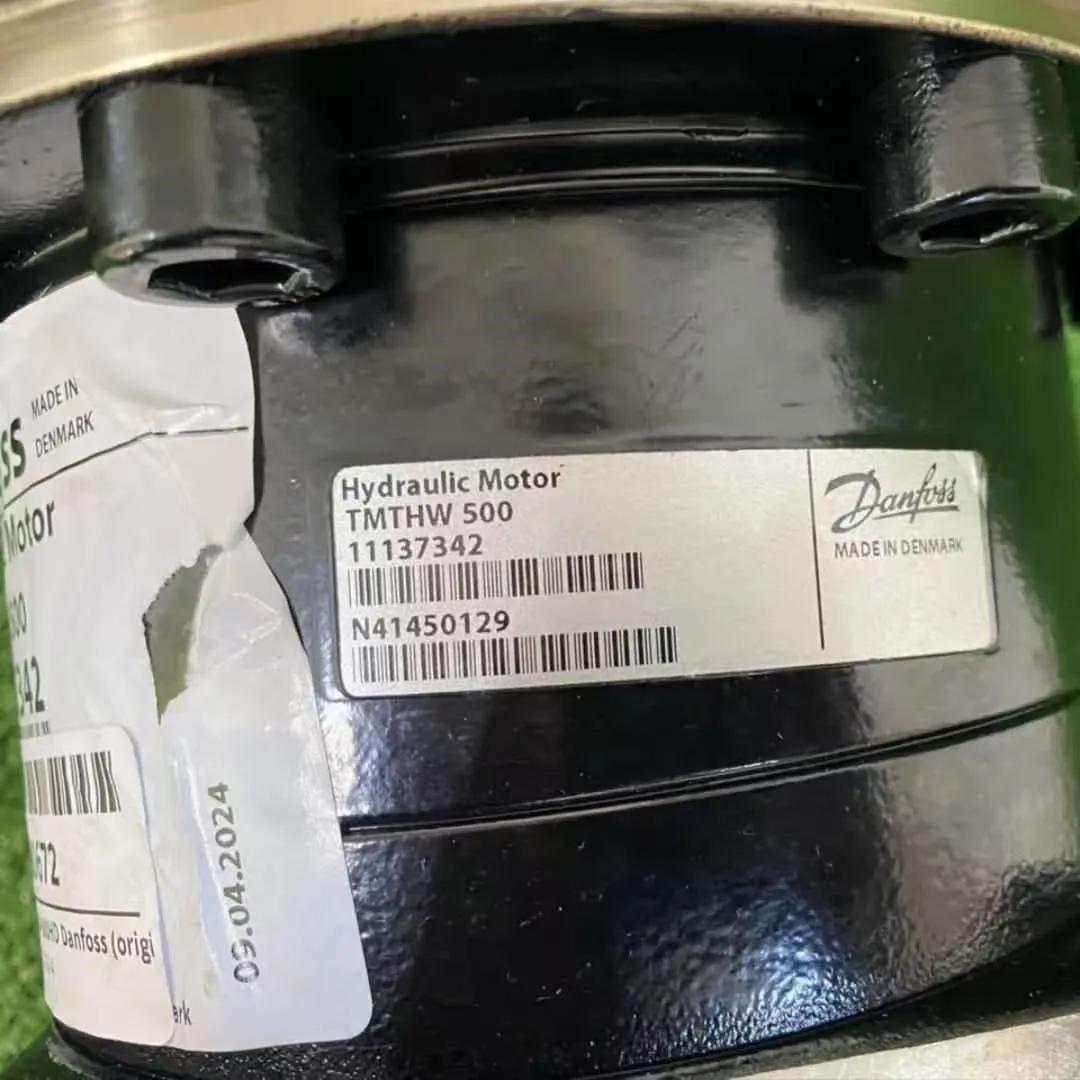 MADE IN
DENMARK
Motor
342
672
Danfoss (origi
09.04.2024
Hydraulic Motor
TMTHW 500
11137342
N41450129
Danfoss
MADE IN DENMARK